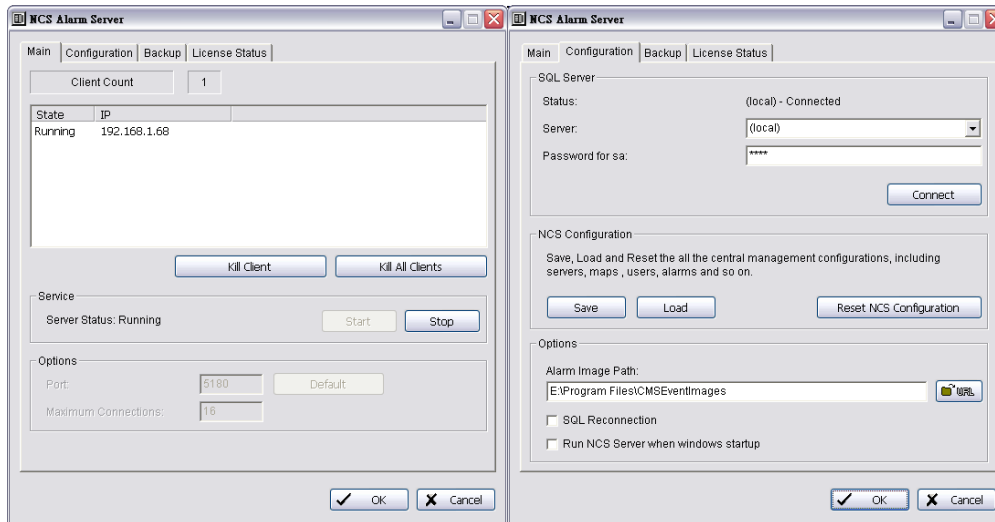 NCS Alarm Server
Main Configuration Backup License Status
Client Count 1
State IP
Running 192.168.1.68
Kill Client Kill All Clients
Service
Server Status: Running Start Stop
Options
Port: 5180 Default
Maximum Connections: 16
OK Cancel
NCS Alarm Server
Main Configuration Backup License Status
SQL Server
Status: (local) - Connected
Server: (local)
Password for sa: ****
Connect
NCS Configuration
Save, Load and Reset the all the central management configurations, including
servers, maps , users, alarms and so on.
Save Load Reset NCS Configuration
Options
Alarm Image Path:
E:\Program Files\CMSEventImages URL
SQL Reconnection
Run NCS Server when windows startup
OK Cancel